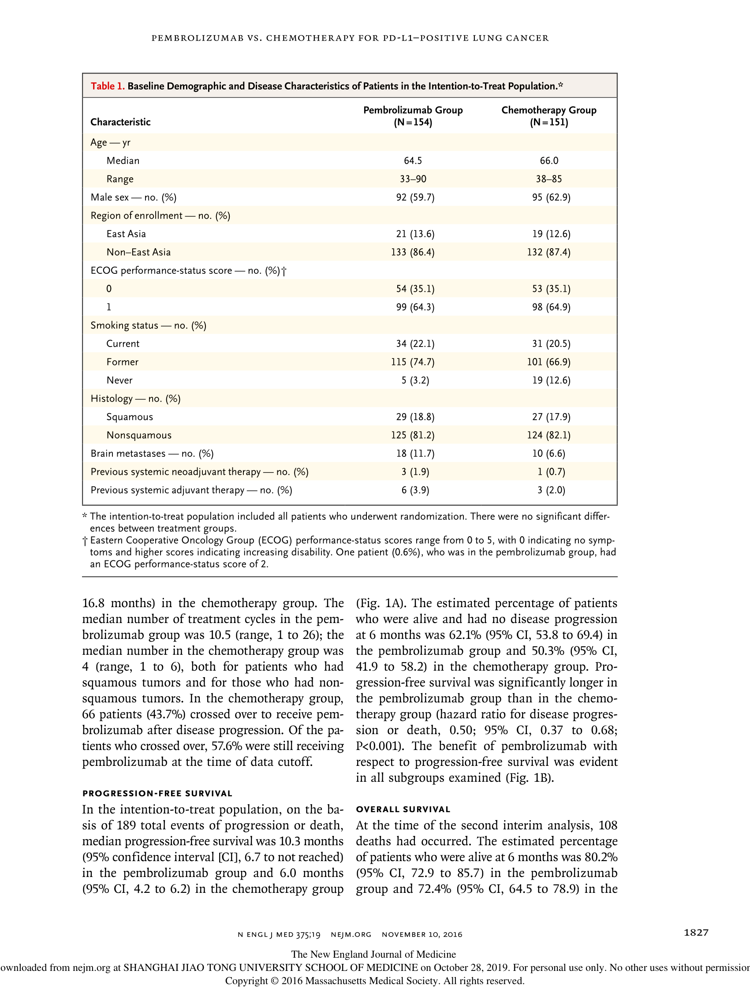 PEMBROLIZUMAB VS. CHEMOTHERAPY FOR PD-L1–POSITIVE LUNG CANCER
Table 1. Baseline Demographic and Disease Characteristics of Patients in the Intention-to-Treat Population.*
Characteristic Pembrolizumab Group (N=154) Chemotherapy Group (N=151)
Age — yr
Median 64.5 66.0
Range 33–90 38–85
Male sex — no. (%) 92 (59.7) 95 (62.9)
Region of enrollment — no. (%)
East Asia 21 (13.6) 19 (12.6)
Non–East Asia 133 (86.4) 132 (87.4)
ECOG performance-status score — no. (%)†
0 54 (35.1) 53 (35.1)
1 99 (64.3) 98 (64.9)
Smoking status — no. (%)
Current 34 (22.1) 31 (20.5)
Former 115 (74.7) 101 (66.9)
Never 5 (3.2) 19 (12.6)
Histology — no. (%)
Squamous 29 (18.8) 27 (17.9)
Nonsquamous 125 (81.2) 124 (82.1)
Brain metastases — no. (%) 18 (11.7) 10 (6.6)
Previous systemic neoadjuvant therapy — no. (%) 3 (1.9) 1 (0.7)
Previous systemic adjuvant therapy — no. (%) 6 (3.9) 3 (2.0)
* The intention-to-treat population included all patients who underwent randomization. There were no significant differ-
ences between treatment groups.
† Eastern Cooperative Oncology Group (ECOG) performance-status scores range from 0 to 5, with 0 indicating no symp-
toms and higher scores indicating increasing disability. One patient (0.6%), who was in the pembrolizumab group, had
an ECOG performance-status score of 2.
16.8 months) in the chemotherapy group. The
median number of treatment cycles in the pem-
brolizumab group was 10.5 (range, 1 to 26); the
median number in the chemotherapy group was
4 (range, 1 to 6), both for patients who had
squamous tumors and for those who had non-
squamous tumors. In the chemotherapy group,
66 patients (43.7%) crossed over to receive pem-
brolizumab after disease progression. Of the pa-
tients who crossed over, 57.6% were still receiving
pembrolizumab at the time of data cutoff.
PROGRESSION-FREE SURVIVAL
In the intention-to-treat population, on the ba-
sis of 189 total events of progression or death,
median progression-free survival was 10.3 months
(95% confidence interval [CI], 6.7 to not reached)
in the pembrolizumab group and 6.0 months
(95% CI, 4.2 to 6.2) in the chemotherapy group
(Fig. 1A). The estimated percentage of patients
who were alive and had no disease progression
at 6 months was 62.1% (95% CI, 53.8 to 69.4) in
the pembrolizumab group and 50.3% (95% CI,
41.9 to 58.2) in the chemotherapy group. Pro-
gression-free survival was significantly longer in
the pembrolizumab group than in the chemo-
therapy group (hazard ratio for disease progres-
sion or death, 0.50; 95% CI, 0.37 to 0.68;
P<0.001). The benefit of pembrolizumab with
respect to progression-free survival was evident
in all subgroups examined (Fig. 1B).
OVERALL SURVIVAL
At the time of the second interim analysis, 108
deaths had occurred. The estimated percentage
of patients who were alive at 6 months was 80.2%
(95% CI, 72.9 to 85.7) in the pembrolizumab
group and 72.4% (95% CI, 64.5 to 78.9) in the
N ENGL J MED 375;19 NEJM.ORG NOVEMBER 10, 2016 1827
The New England Journal of Medicine
ownloaded from nejm.org at SHANGHAI JIAO TONG UNIVERSITY SCHOOL OF MEDICINE on October 28, 2019. For personal use only. No other uses without permission
Copyright © 2016 Massachusetts Medical Society. All rights reserved.